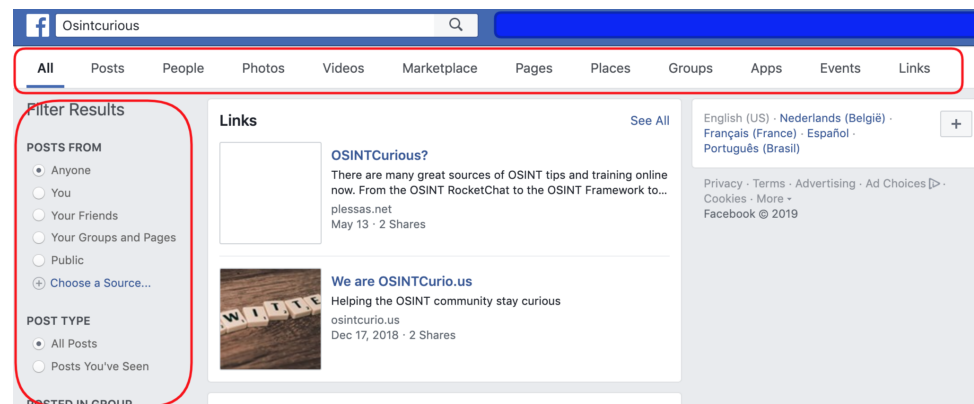 f
Osintcurious
All Posts People Photos Videos Marketplace Pages Places Groups Apps Events Links
Filter Results
POSTS FROM
Anyone
You
Your Friends
Your Groups and Pages
Public
Choose a Source...
POST TYPE
All Posts
Posts You've Seen
POSTED IN GROUP
Links
See All
OSINTCurious?
There are many great sources of OSINT tips and training online
now. From the OSINT RocketChat to the OSINT Framework to...
plessas.net
May 13 · 2 Shares
WITTE
We are OSINTCurio.us
Helping the OSINT community stay curious
osintcurio.us
Dec 17, 2018 · 2 Shares
English (US) · Nederlands (België) ·
Français (France) · Español ·
Português (Brasil)
+
Privacy · Terms · Advertising · Ad Choices ·
Cookies · More
Facebook © 2019